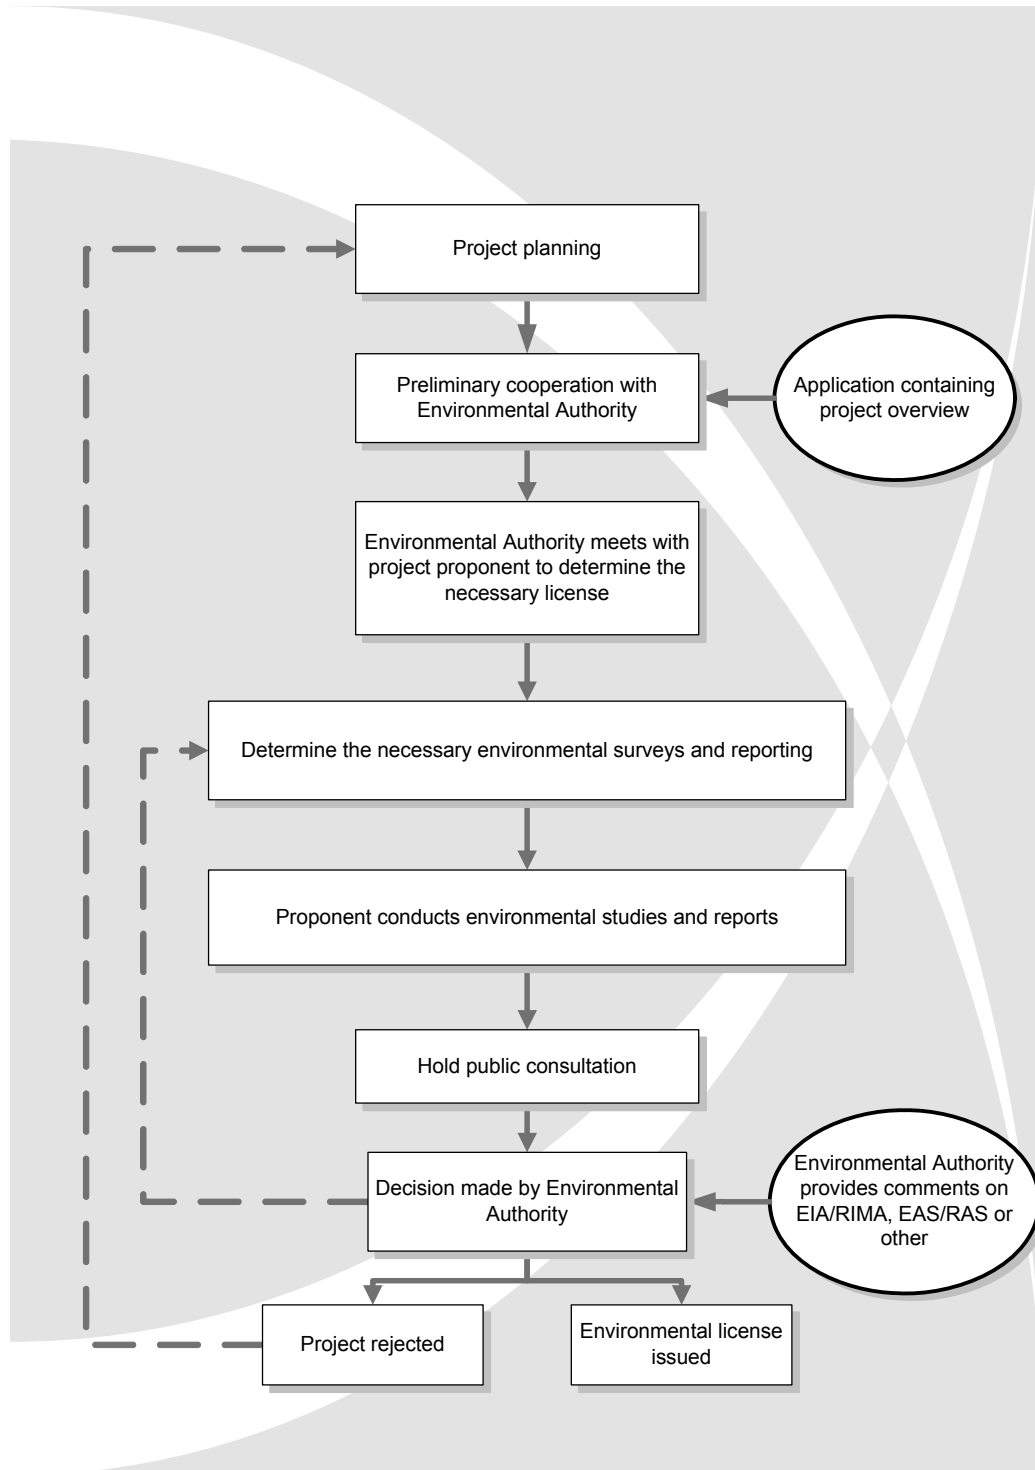 Project planning
Preliminary cooperation with
Environmental Authority
Application containing
project overview
Environmental Authority meets with
project proponent to determine the
necessary license
Determine the necessary environmental surveys and reporting
Proponent conducts environmental studies and reports
Hold public consultation
Decision made by Environmental
Authority
Environmental Authority
provides comments on
EIA/RIMA, EAS/RAS or
other
Project rejected
Environmental license
issued